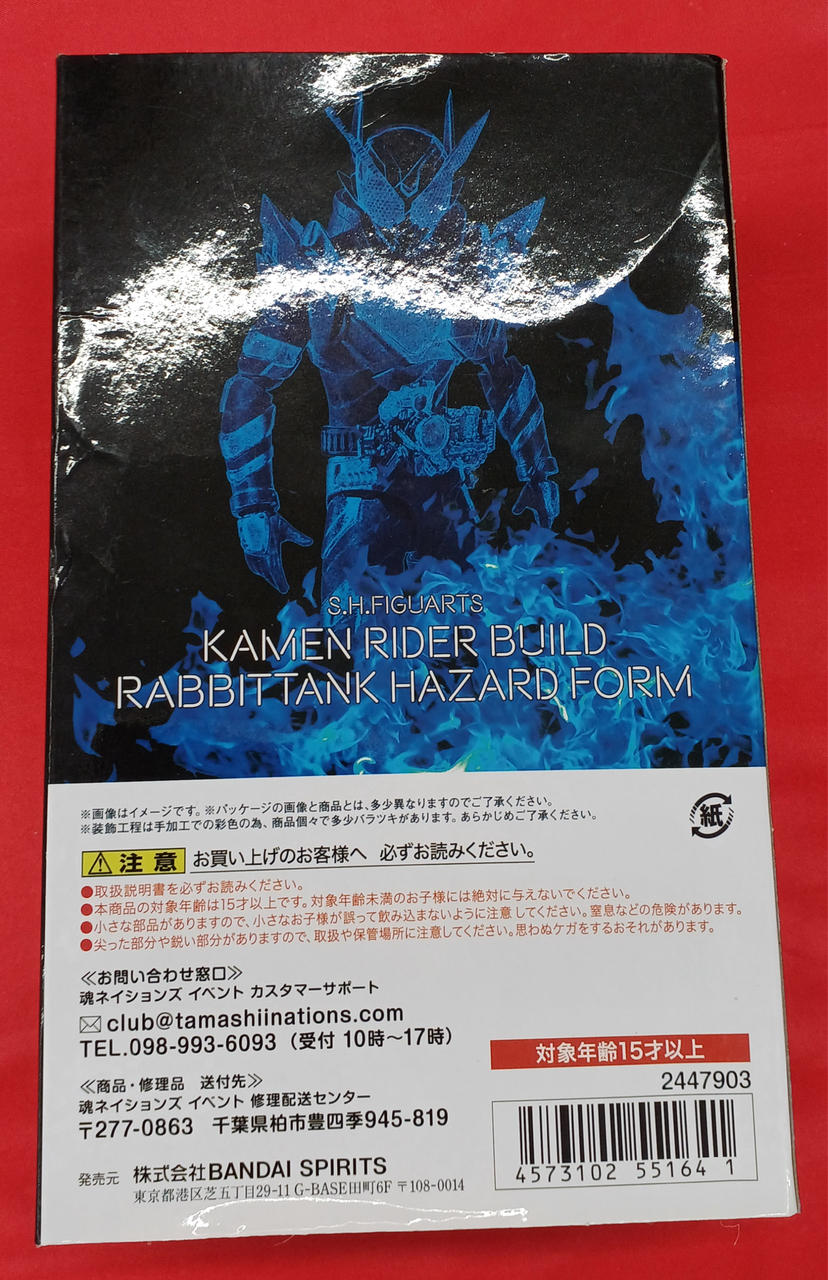 S.H.FIGUARTS
KAMEN RIDER BUILD
RABBITTANK HAZARD FORM
※画像はイメージです。※パッケージの画像と商品とは、多少異なりますのでご了承ください。
※装飾工程は手加工での彩色の為、商品個々で多少バラツキがあります。あらかじめご了承ください。
紙
注意 お買い上げのお客様へ 必ずお読みください。
●取扱説明書を必ずお読みください。
●本商品の対象年齢は15才以上です。対象年齢未満のお子様には絶対に与えないでください。
●小さな部品がありますので、小さなお子様が誤って飲み込まないように注意してください。窒息などの危険があります。
●尖った部分や鋭い部分がありますので、取扱や保管場所に注意してください。思わぬケガをするおそれがあります。
≪お問い合わせ窓口≫
魂ネイションズ イベント カスタマーサポート
club@tamashiinations.com
TEL.098-993-6093（受付 10時～17時）
≪商品・修理品 送付先≫
魂ネイションズ イベント 修理配送センター
〒277-0863 千葉県柏市豊四季945-819
発売元 株式会社BANDAI SPIRITS
東京都港区芝五丁目29-11 G-BASE田町6F 〒108-0014
対象年齢15才以上
2447903
4573102 55164 1